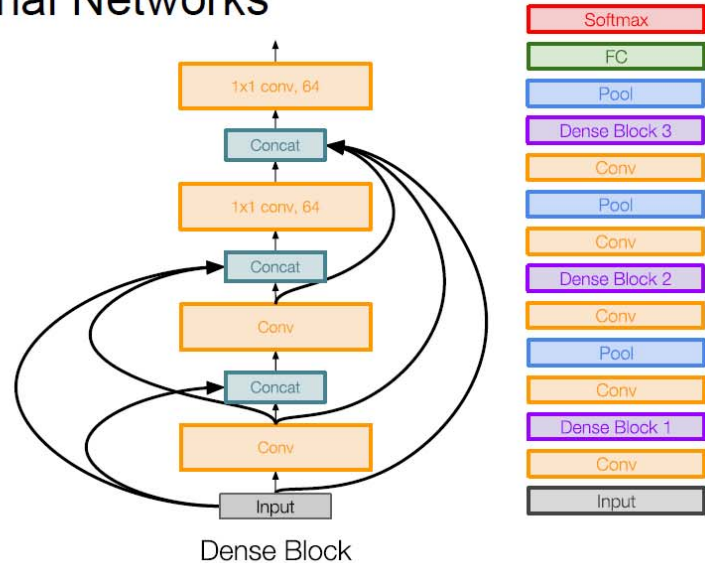 nal Networks
1x1 conv, 64
Concat
1x1 conv, 64
Concat
Conv
Concat
Conv
Input
Dense Block
Softmax
FC
Pool
Dense Block 3
Conv
Pool
Conv
Dense Block 2
Conv
Pool
Conv
Dense Block 1
Conv
Input